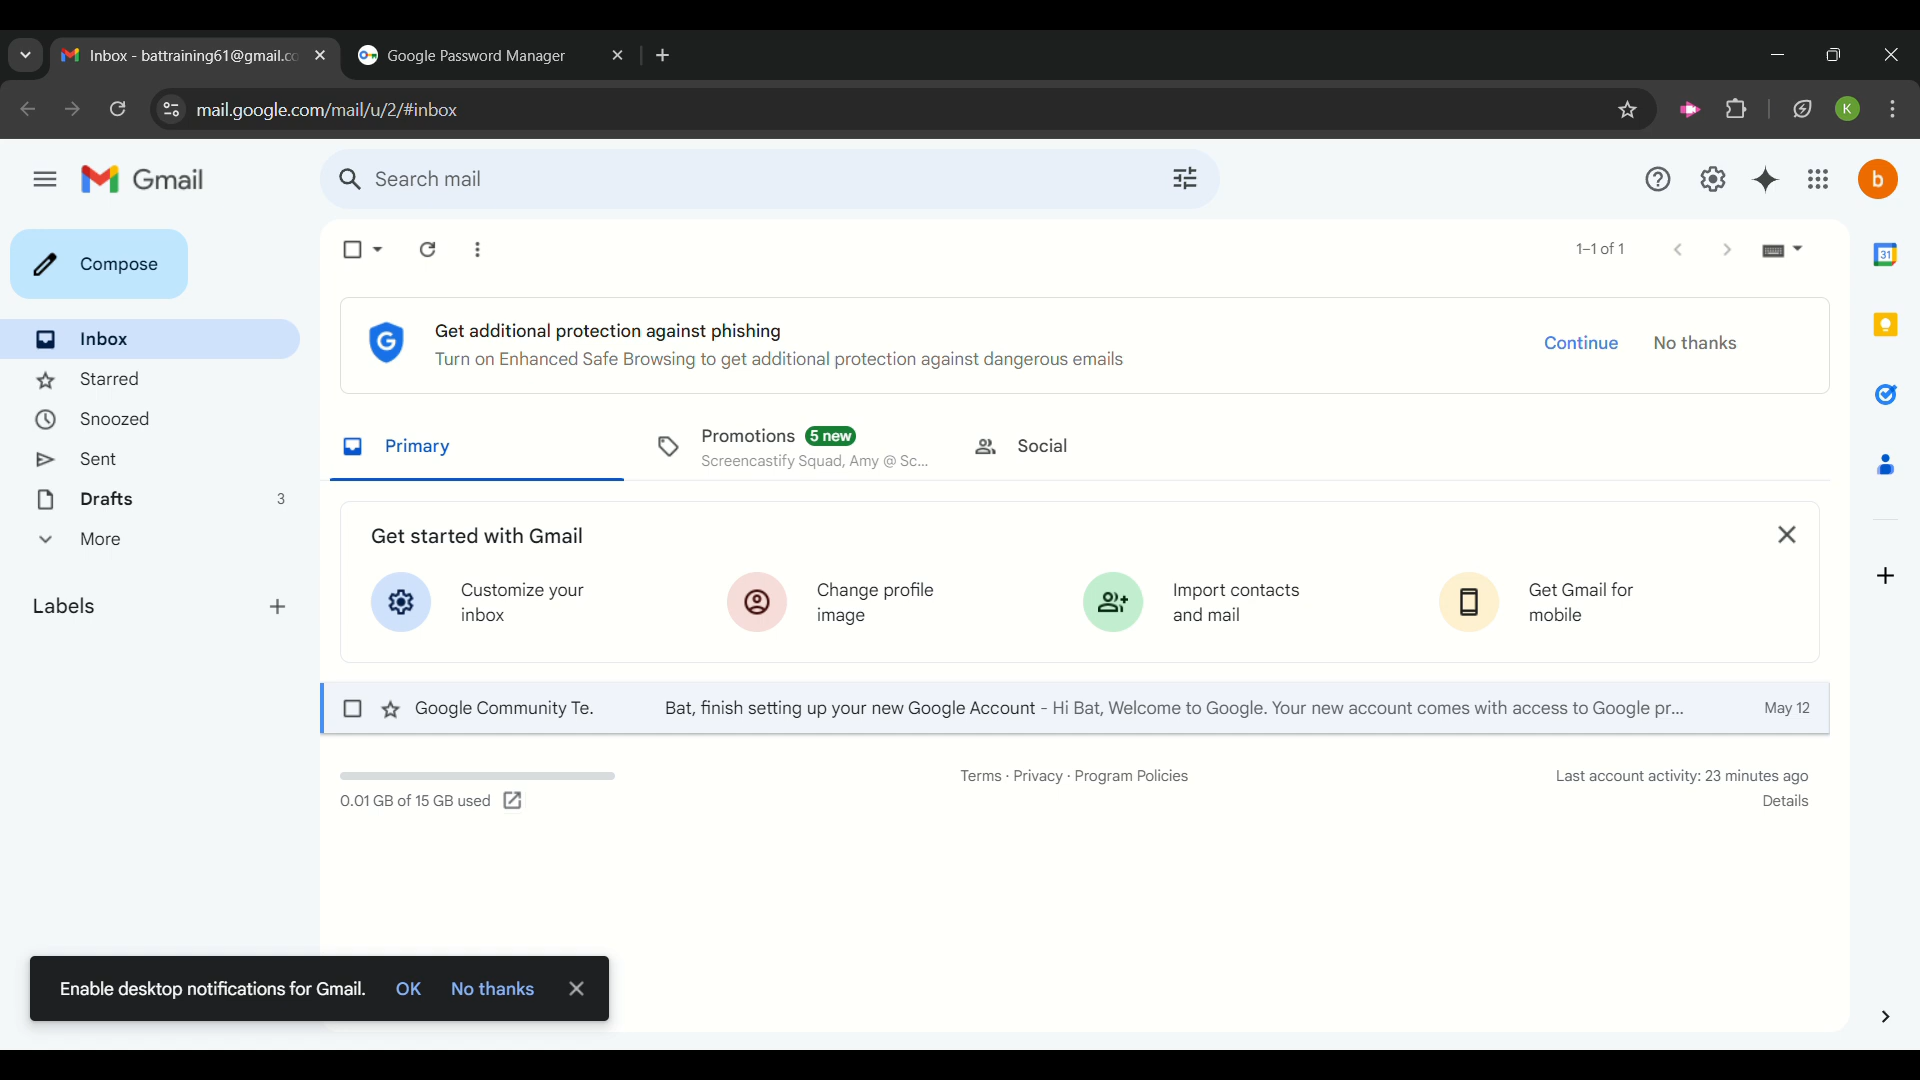 Inbox - battraining61@gmail.co
Google Password Manager
mail.google.com/mail/u/2/#inbox
K
Gmail
Search mail
b
Compose
1–1 of 1
31
G
Get additional protection against phishing
Turn on Enhanced Safe Browsing to get additional protection against dangerous emails
Continue
No thanks
Inbox
Starred
Snoozed
Sent
Drafts 3
More
Labels
Primary
Promotions 5 new
Screencastify Squad, Amy @ Sc...
Social
Get started with Gmail
Customize your
inbox
Change profile
image
Import contacts
and mail
Get Gmail for
mobile
Google Community Te. Bat, finish setting up your new Google Account - Hi Bat, Welcome to Google. Your new account comes with access to Google pr... May 12
0.01 GB of 15 GB used
Terms · Privacy · Program Policies
Last account activity: 23 minutes ago
Details
Enable desktop notifications for Gmail. OK No thanks